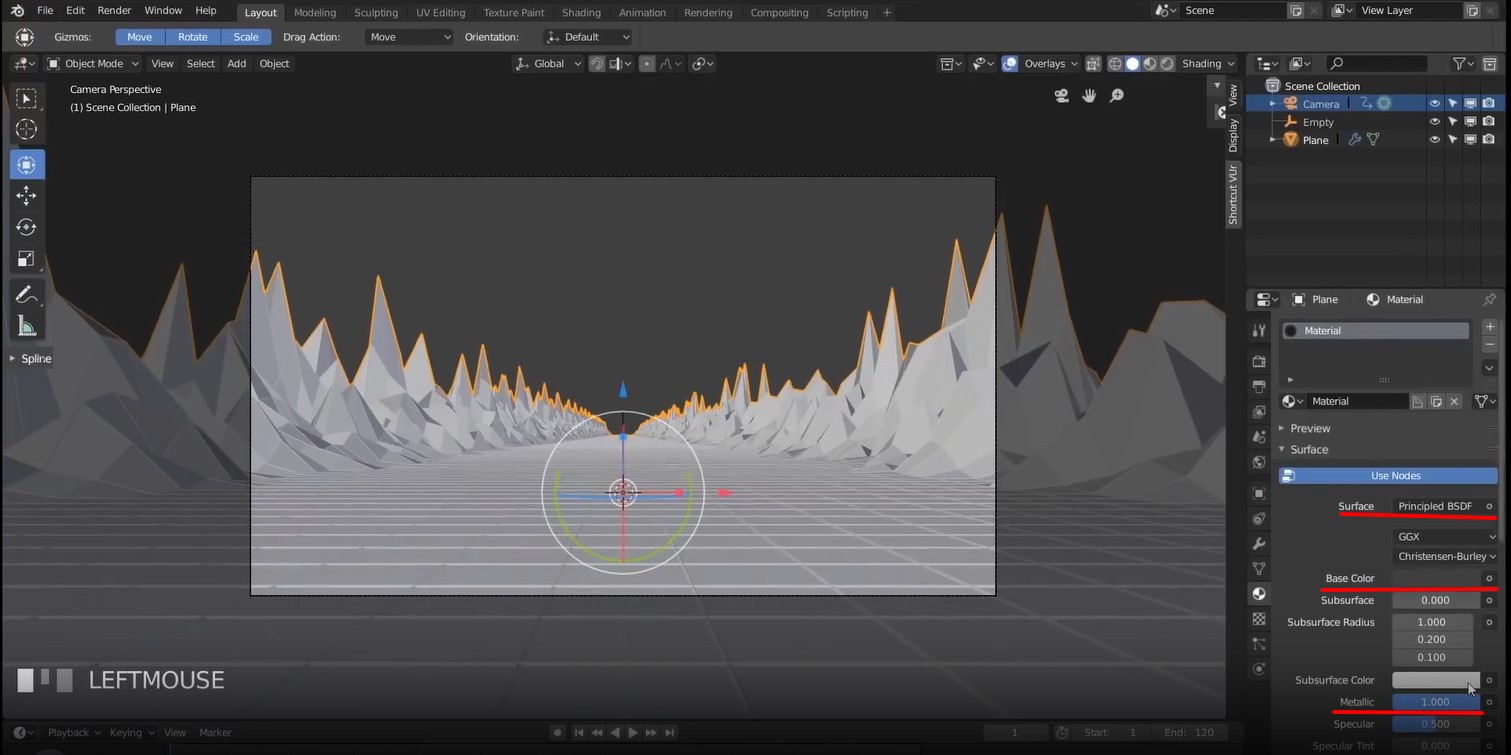 File Edit Render Window Help Layout Modeling Sculpting UV Editing Texture Paint Shading Animation Rendering Compositing Scripting + Scene View Layer
Gizmos: Move Rotate Scale Drag Action: Move Orientation: Default
Object Mode View Select Add Object Global Overlays Shading
Camera Perspective
(1) Scene Collection | Plane
View
Display
Shortcut VUr
Spline
LEFTMOUSE
Playback Keying View Marker 1 Start: 1 End: 120
Scene Collection
Camera
Empty
Plane
Plane Material
Material
Material
Preview
Surface
Use Nodes
Surface Principled BSDF
GGX
Christensen-Burley
Base Color
Subsurface 0.000
Subsurface Radius 1.000
0.200
0.100
Subsurface Color
Metallic 1.000
Specular 0.500
Specular Tint 0.000